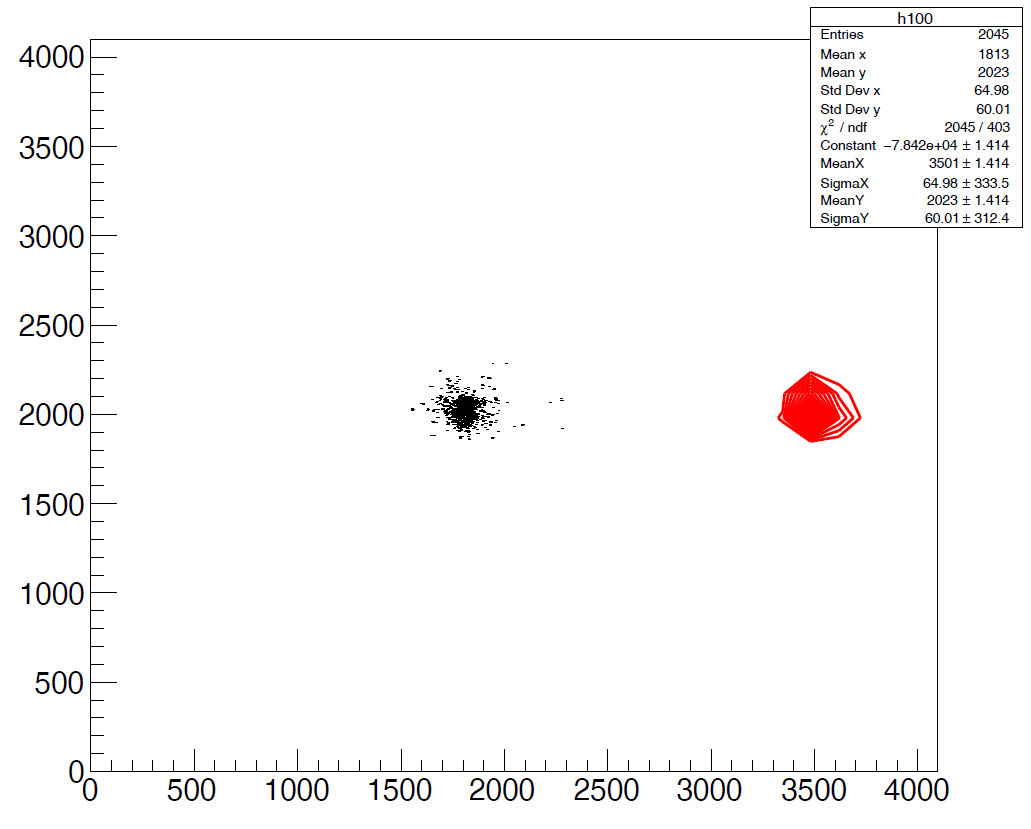 h100
Entries 2045
Mean x 1813
Mean y 2023
Std Dev x 64.98
Std Dev y 60.01
χ² / ndf 2045 / 403
Constant −7.842e+04 ± 1.414
MeanX 3501 ± 1.414
SigmaX 64.98 ± 333.5
MeanY 2023 ± 1.414
SigmaY 60.01 ± 312.4
4000
3500
3000
2500
2000
1500
1000
500
0
0 500 1000 1500 2000 2500 3000 3500 4000